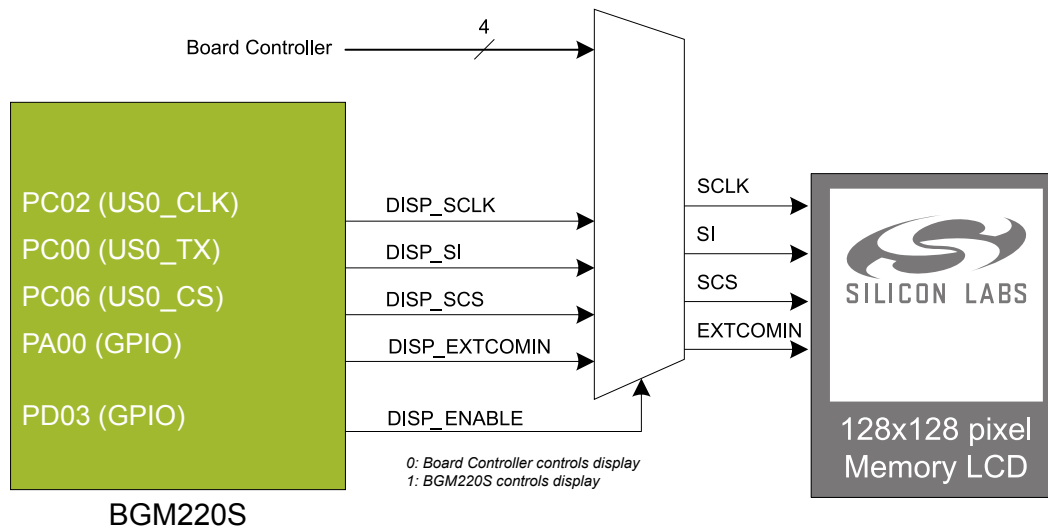 4
Board Controller
PC02 (US0_CLK)
PC00 (US0_TX)
PC06 (US0_CS)
PA00 (GPIO)
PD03 (GPIO)
BGM220S
DISP_SCLK
DISP_SI
DISP_SCS
DISP_EXTCOMIN
DISP_ENABLE
0: Board Controller controls display
1: BGM220S controls display
SCLK
SI
SCS
EXTCOMIN
SILICON LABS
128x128 pixel
Memory LCD